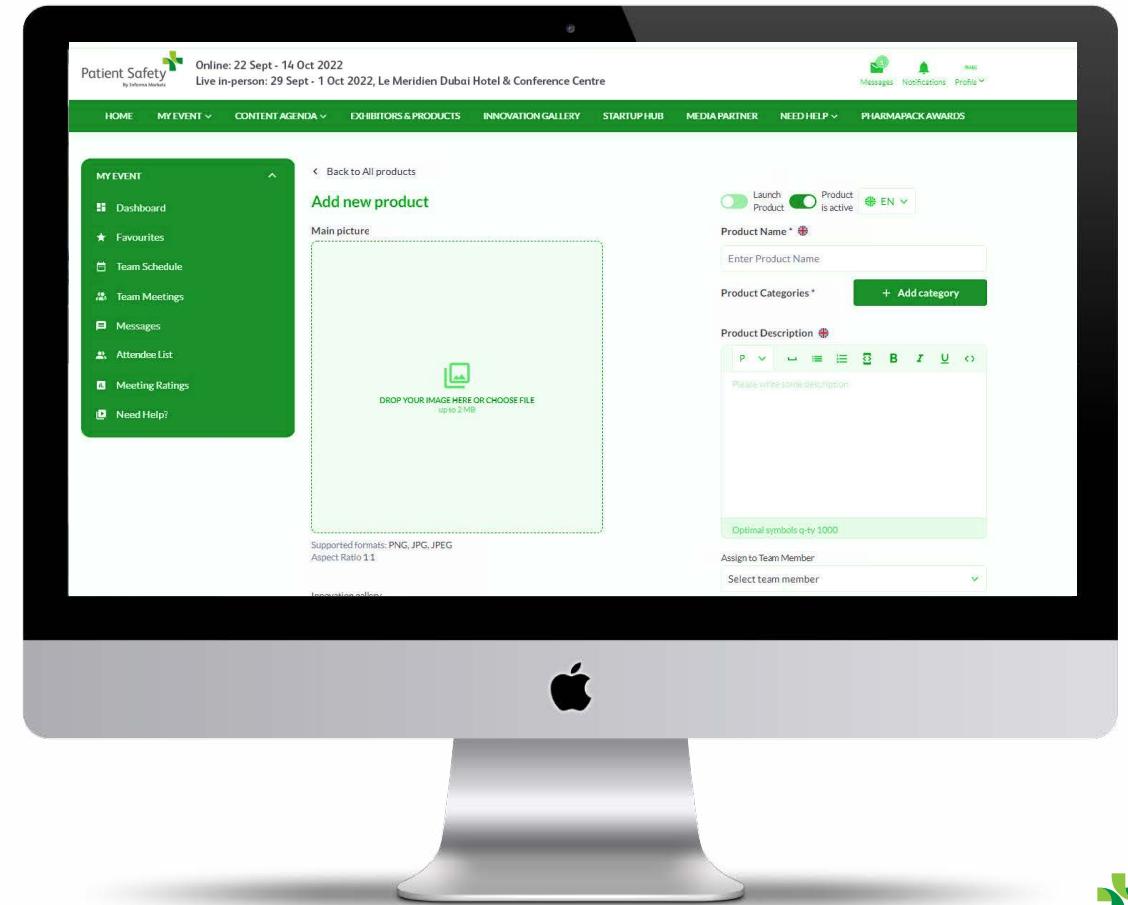 Patient Safety
By Informa Markets
Online: 22 Sept - 14 Oct 2022
Live in-person: 29 Sept - 1 Oct 2022, Le Meridien Dubai Hotel & Conference Centre
Messages Notifications Profile
HOME MY EVENT CONTENT AGENDA EXHIBITORS & PRODUCTS INNOVATION GALLERY STARTUP HUB MEDIA PARTNER NEED HELP PHARMAPACK AWARDS
MY EVENT
Dashboard
Favourites
Team Schedule
Team Meetings
Messages
Attendee List
Meeting Ratings
Need Help?
Back to All products
Add new product
Main picture
DROP YOUR IMAGE HERE OR CHOOSE FILE
up to 2 MB
Supported formats: PNG, JPG, JPEG
Aspect Ratio 1:1
Innovation gallery
Launch Product
Product is active
EN
Product Name *
Enter Product Name
Product Categories *
+ Add category
Product Description
P B I U <>
Please write some description
Optimal symbols q-ty 1000
Assign to Team Member
Select team member